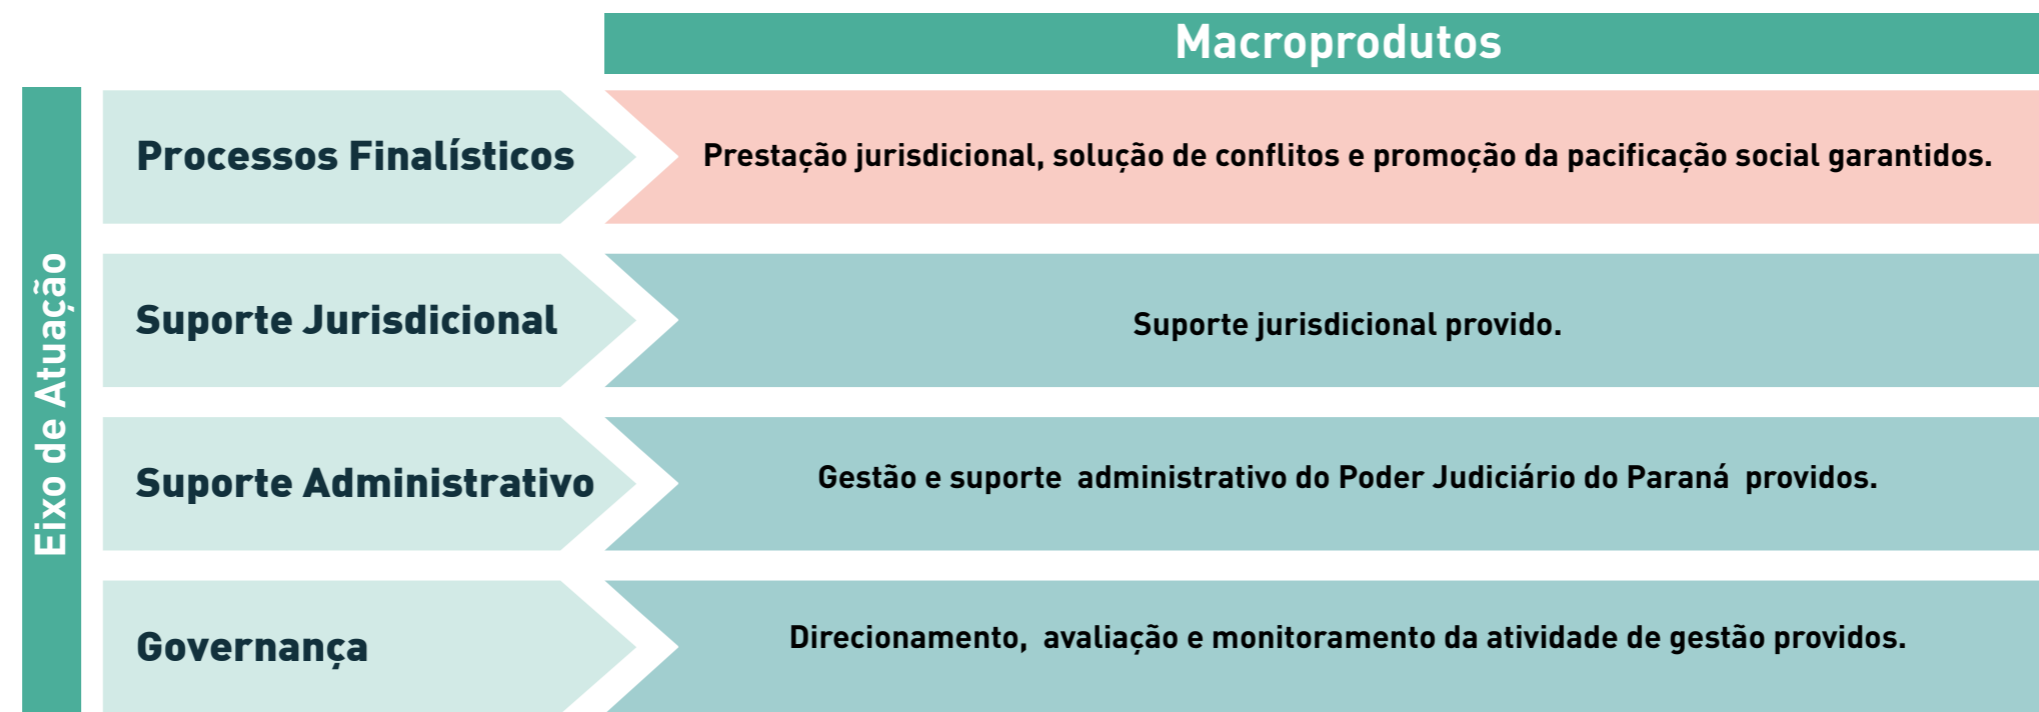 Macroprodutos
Eixo de Atuação
Processos Finalísticos
Prestação jurisdicional, solução de conflitos e promoção da pacificação social garantidos.
Suporte Jurisdicional
Suporte jurisdicional provido.
Suporte Administrativo
Gestão e suporte  administrativo do Poder Judiciário do Paraná  providos.
Governança
Direcionamento,  avaliação e monitoramento da atividade de gestão providos.